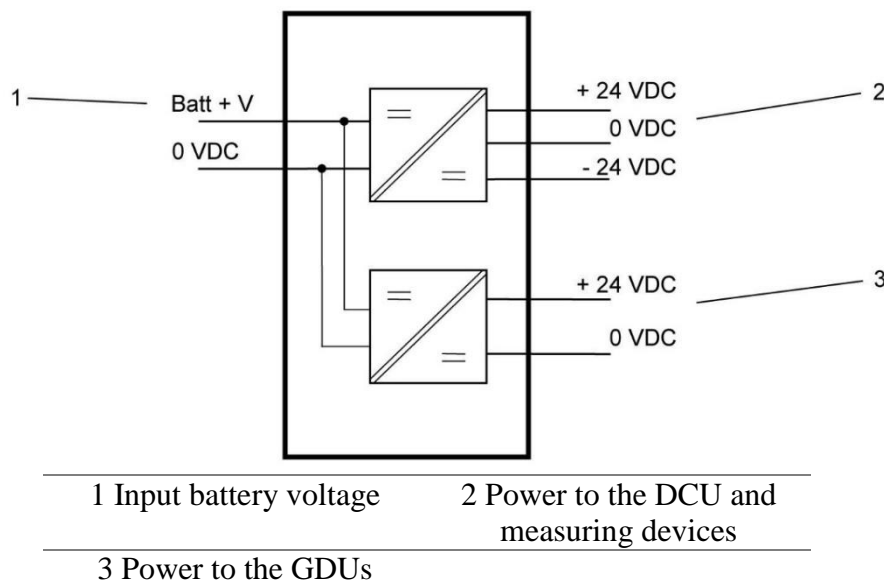 1
Batt + V
0 VDC
+ 24 VDC
0 VDC
- 24 VDC
2
+ 24 VDC
0 VDC
3
1 Input battery voltage
2 Power to the DCU and
measuring devices
3 Power to the GDUs